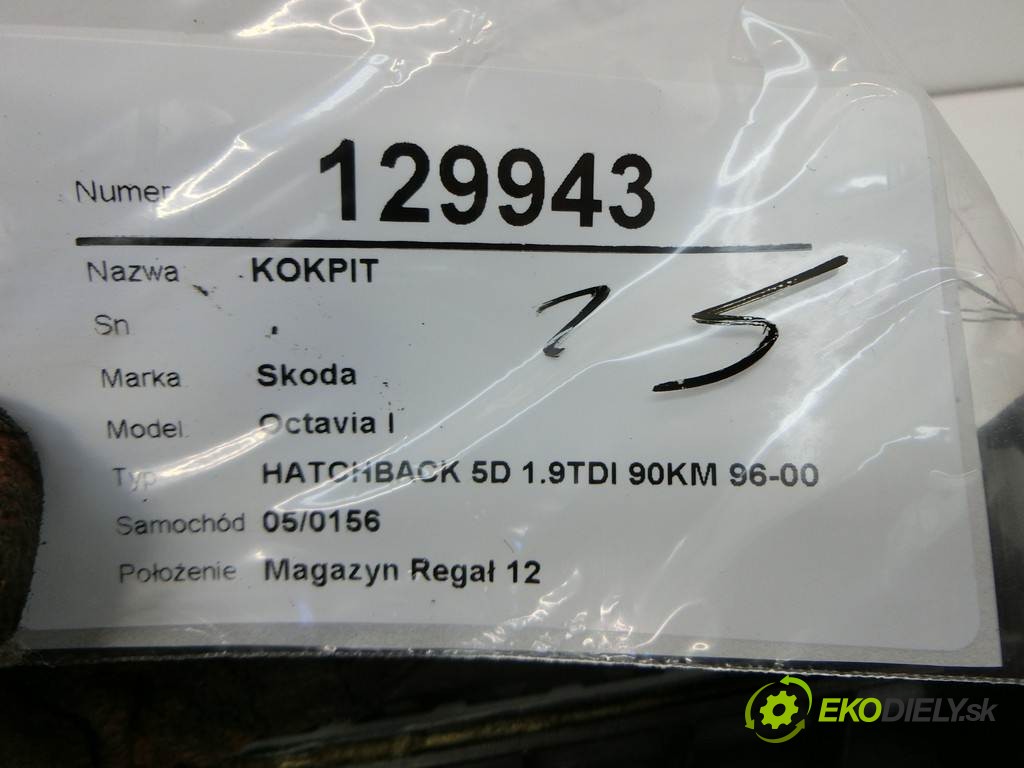 Numer 129943
Nazwa KOKPIT
Sn .
Marka Skoda
Model Octavia I
Typ HATCHBACK 5D 1.9TDI 90KM 96-00
Samochód 05/0156
Położenie Magazyn Regał 12
25
EKODIELY.sk